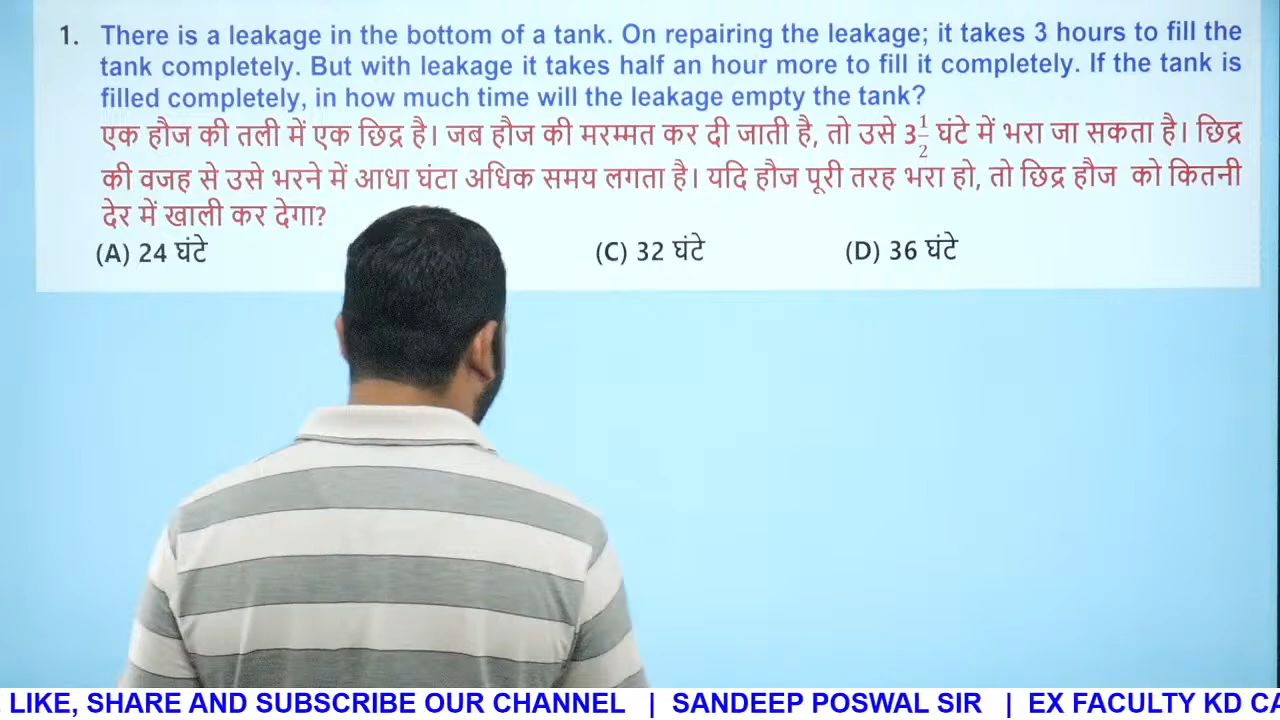 1. There is a leakage in the bottom of a tank. On repairing the leakage; it takes 3 hours to fill the
tank completely. But with leakage it takes half an hour more to fill it completely. If the tank is
filled completely, in how much time will the leakage empty the tank?
एक हौज की तली में एक छिद्र है। जब हौज की मरम्मत कर दी जाती है, तो उसे 3 1/2 घंटे में भरा जा सकता है। छिद्र
की वजह से उसे भरने में आधा घंटा अधिक समय लगता है। यदि हौज पूरी तरह भरा हो, तो छिद्र हौज को कितनी
देर में खाली कर देगा?
(A) 24 घंटे (C) 32 घंटे (D) 36 घंटे
LIKE, SHARE AND SUBSCRIBE OUR CHANNEL | SANDEEP POSWAL SIR | EX FACULTY KD